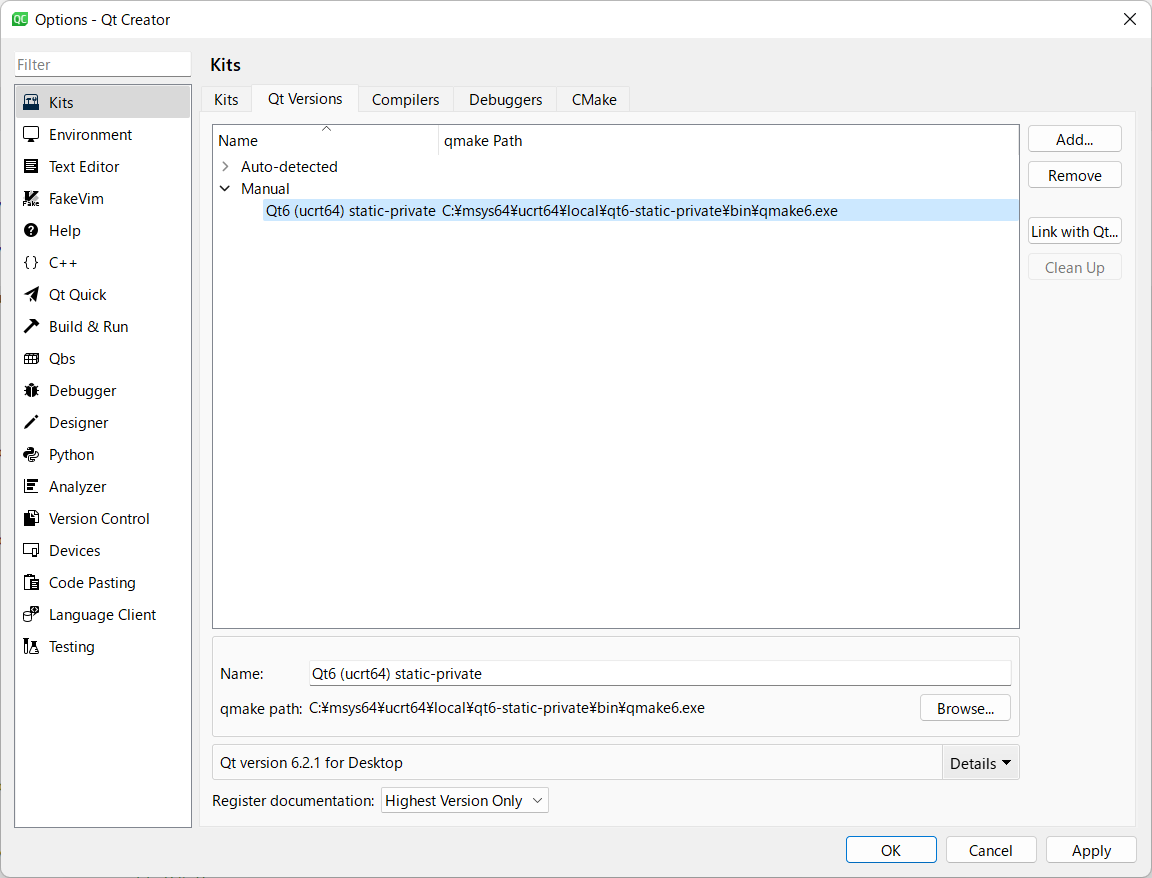 QC Options - Qt Creator
Filter
Kits
Environment
Text Editor
FakeVim
Help
C++
Qt Quick
Build & Run
Qbs
Debugger
Designer
Python
Analyzer
Version Control
Devices
Code Pasting
Language Client
Testing
Kits
Kits Qt Versions Compilers Debuggers CMake
Name qmake Path
Auto-detected
Manual
Qt6 (ucrt64) static-private C:¥msys64¥ucrt64¥local¥qt6-static-private¥bin¥qmake6.exe
Add...
Remove
Link with Qt...
Clean Up
Name: Qt6 (ucrt64) static-private
qmake path: C:¥msys64¥ucrt64¥local¥qt6-static-private¥bin¥qmake6.exe Browse...
Qt version 6.2.1 for Desktop Details
Register documentation: Highest Version Only
OK Cancel Apply